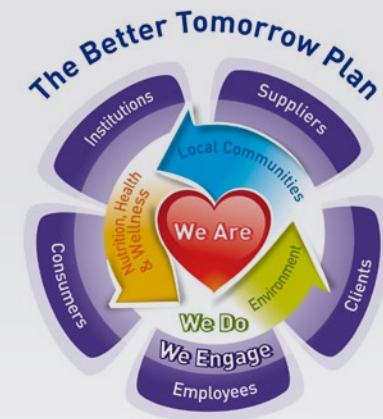 The Better Tomorrow Plan
Institutions
Suppliers
Local Communities
Nutrition, Health
& Wellness
We Are
Environment
Consumers
Clients
We Do
We Engage
Employees